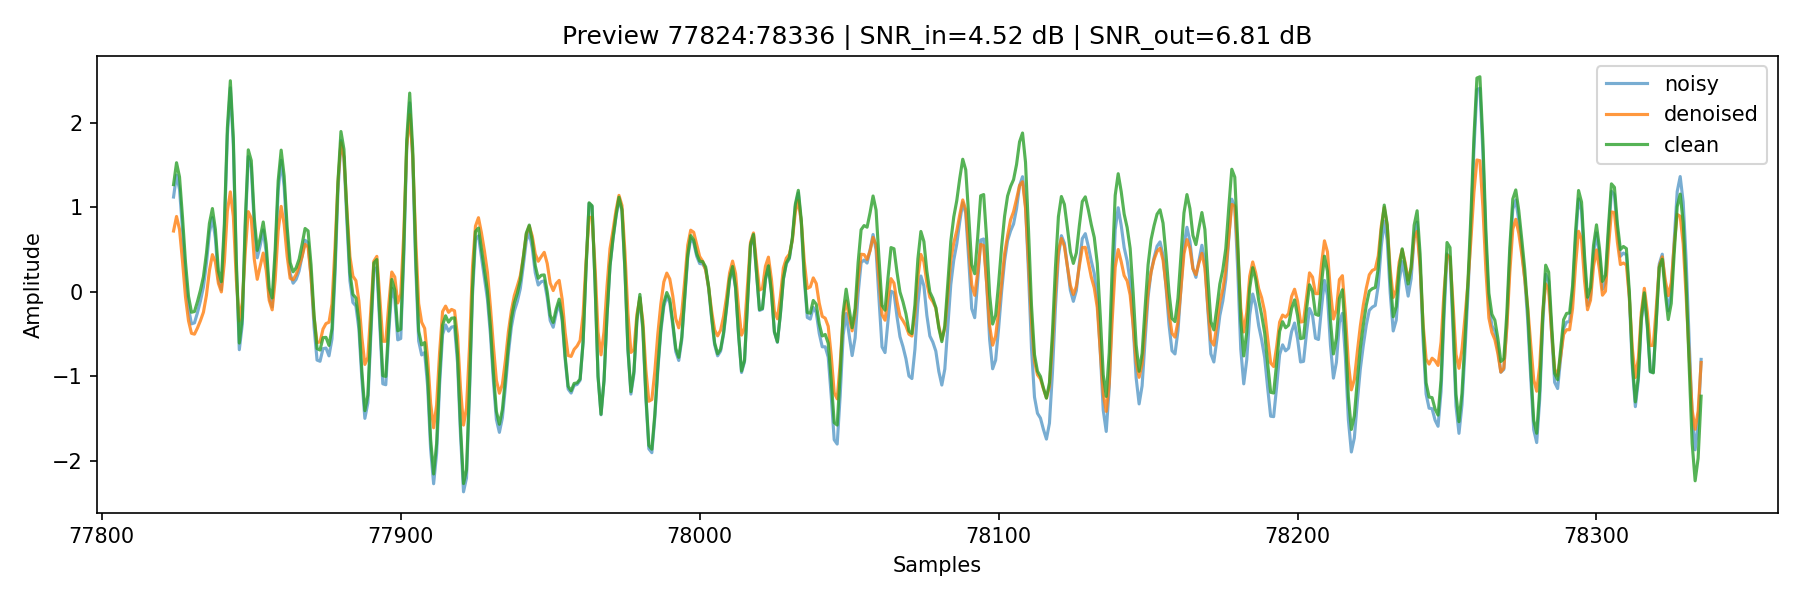 Preview 77824:78336 | SNR_in=4.52 dB | SNR_out=6.81 dB
noisy
denoised
clean
Amplitude
2
1
0
−1
−2
77800 77900 78000 78100 78200 78300
Samples